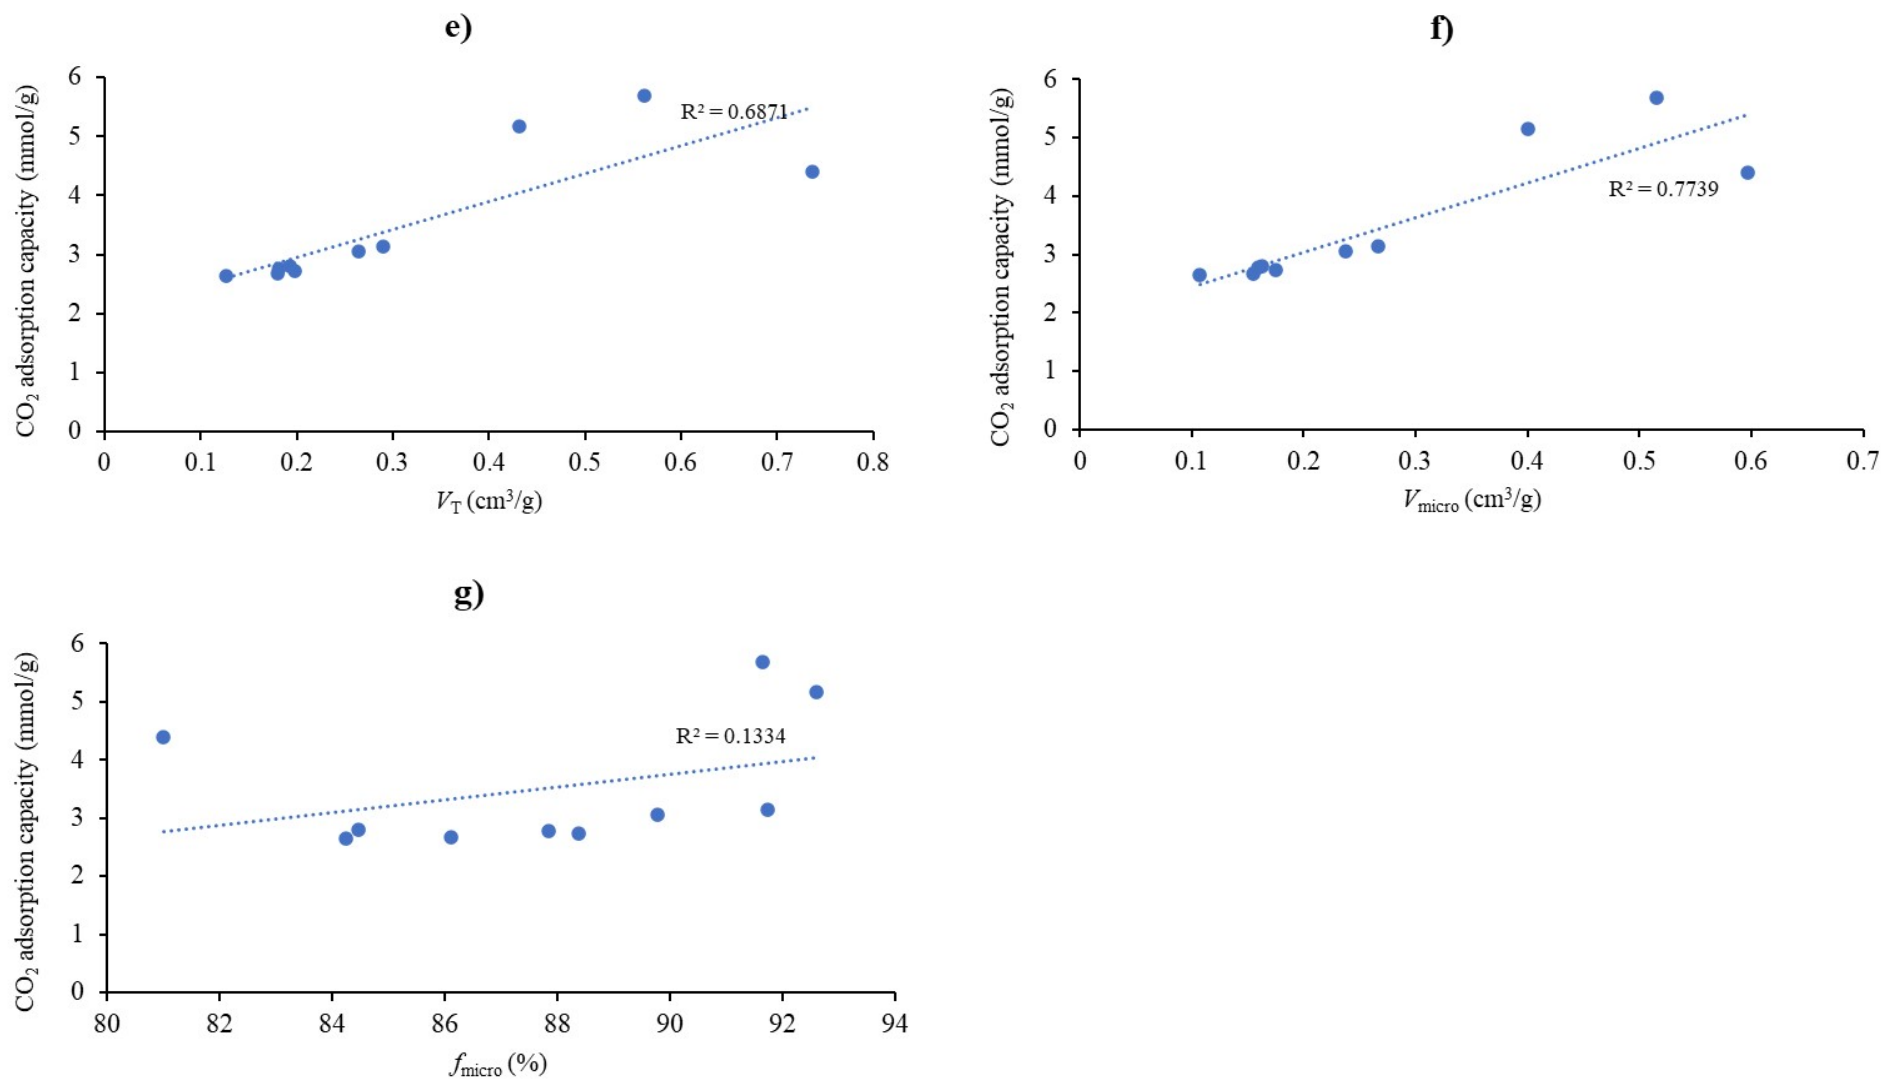 e)
CO₂ adsorption capacity (mmol/g)
6
5
4
3
2
1
0
R² = 0.6871
0 0.1 0.2 0.3 0.4 0.5 0.6 0.7 0.8
V_T (cm³/g)
f)
CO₂ adsorption capacity (mmol/g)
6
5
4
3
2
1
0
R² = 0.7739
0 0.1 0.2 0.3 0.4 0.5 0.6 0.7
V_micro (cm³/g)
g)
CO₂ adsorption capacity (mmol/g)
6
5
4
3
2
1
0
R² = 0.1334
80 82 84 86 88 90 92 94
f_micro (%)